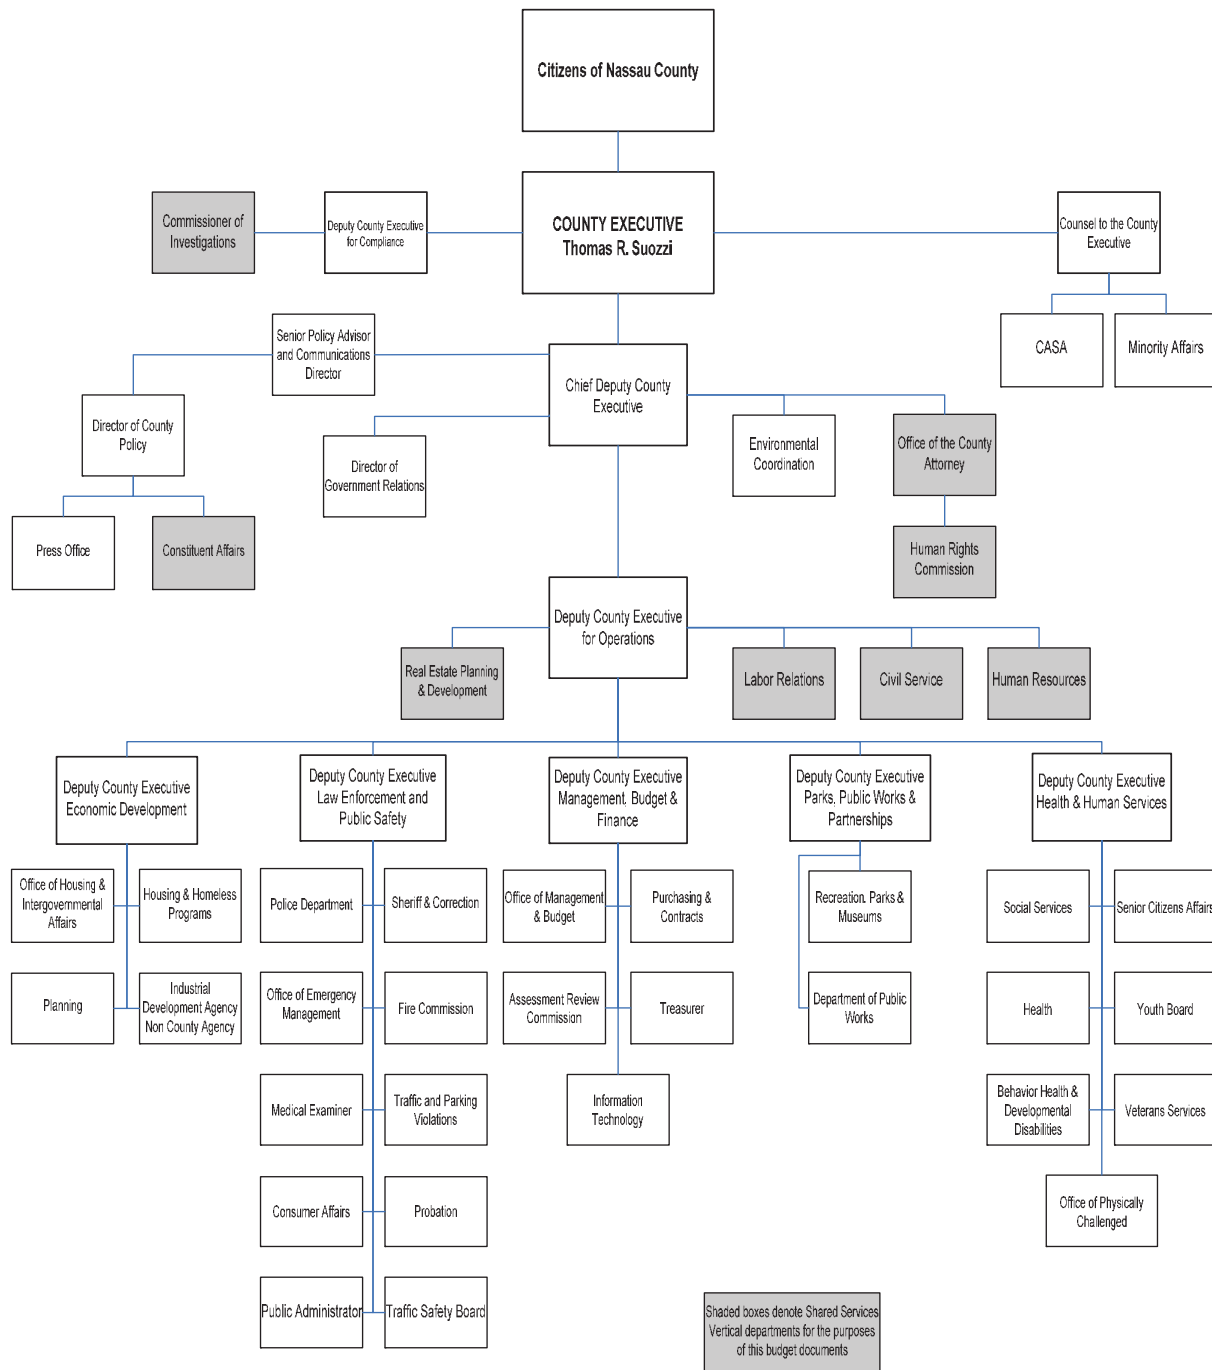 Citizens of Nassau County
Commissioner of
Investigations
Deputy County Executive
for Compliance
COUNTY EXECUTIVE
Thomas R. Suozzi
Counsel to the County
Executive
CASA
Minority Affairs
Senior Policy Advisor
and Communications
Director
Chief Deputy County
Executive
Director of County
Policy
Director of
Government Relations
Environmental
Coordination
Office of the County
Attorney
Press Office
Constituent Affairs
Human Rights
Commission
Deputy County Executive
for Operations
Real Estate Planning
& Development
Labor Relations
Civil Service
Human Resources
Deputy County Executive
Economic Development
Deputy County Executive
Law Enforcement and
Public Safety
Deputy County Executive
Management, Budget &
Finance
Deputy County Executive
Parks, Public Works &
Partnerships
Deputy County Executive
Health & Human Services
Office of Housing &
Intergovernmental
Affairs
Housing & Homeless
Programs
Police Department
Sheriff & Correction
Office of Management
& Budget
Purchasing &
Contracts
Recreation. Parks &
Museums
Social Services
Senior Citizens Affairs
Planning
Industrial
Development Agency
Non County Agency
Office of Emergency
Management
Fire Commission
Assessment Review
Commission
Treasurer
Department of Public
Works
Health
Youth Board
Medical Examiner
Traffic and Parking
Violations
Information
Technology
Behavior Health &
Developmental
Disabilities
Veterans Services
Consumer Affairs
Probation
Office of Physically
Challenged
Public Administrator
Traffic Safety Board
Shaded boxes denote Shared Services
Vertical departments for the purposes
of this budget documents